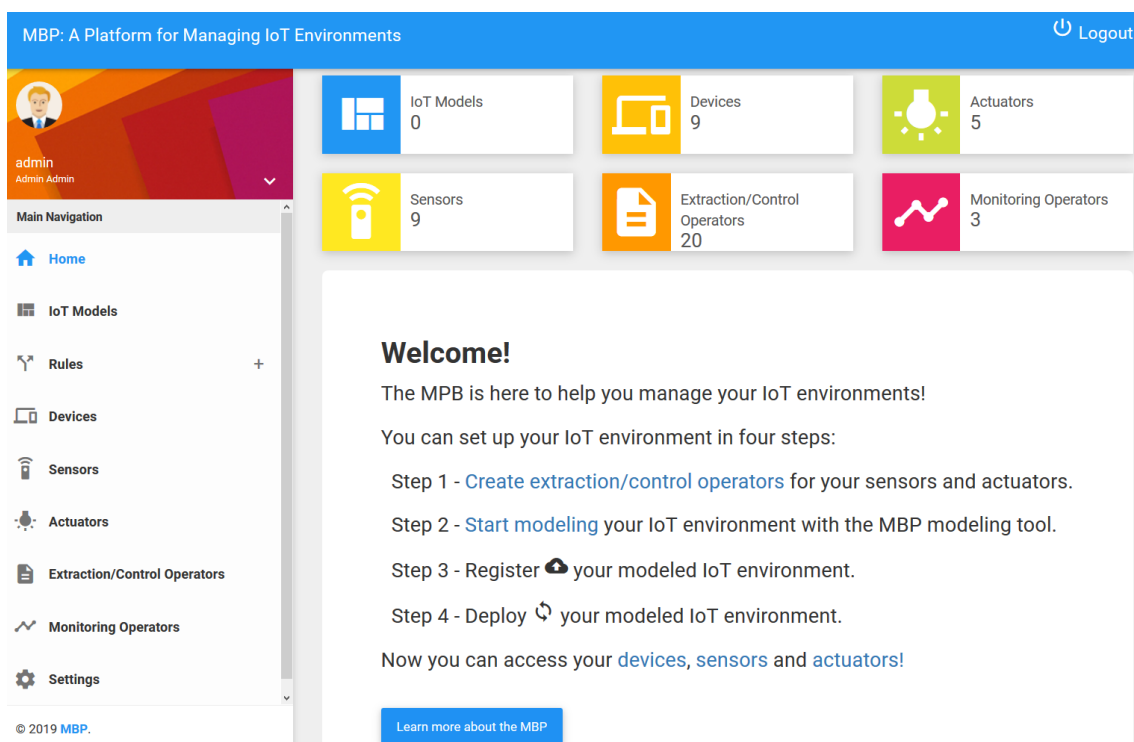 MBP: A Platform for Managing IoT Environments
Logout
admin
Admin Admin
Main Navigation
Home
IoT Models
Rules
+
Devices
Sensors
Actuators
Extraction/Control Operators
Monitoring Operators
Settings
© 2019 MBP.
IoT Models
0
Devices
9
Actuators
5
Sensors
9
Extraction/Control
Operators
20
Monitoring Operators
3
Welcome!
The MPB is here to help you manage your IoT environments!
You can set up your IoT environment in four steps:
Step 1 - Create extraction/control operators for your sensors and actuators.
Step 2 - Start modeling your IoT environment with the MBP modeling tool.
Step 3 - Register your modeled IoT environment.
Step 4 - Deploy your modeled IoT environment.
Now you can access your devices, sensors and actuators!
Learn more about the MBP